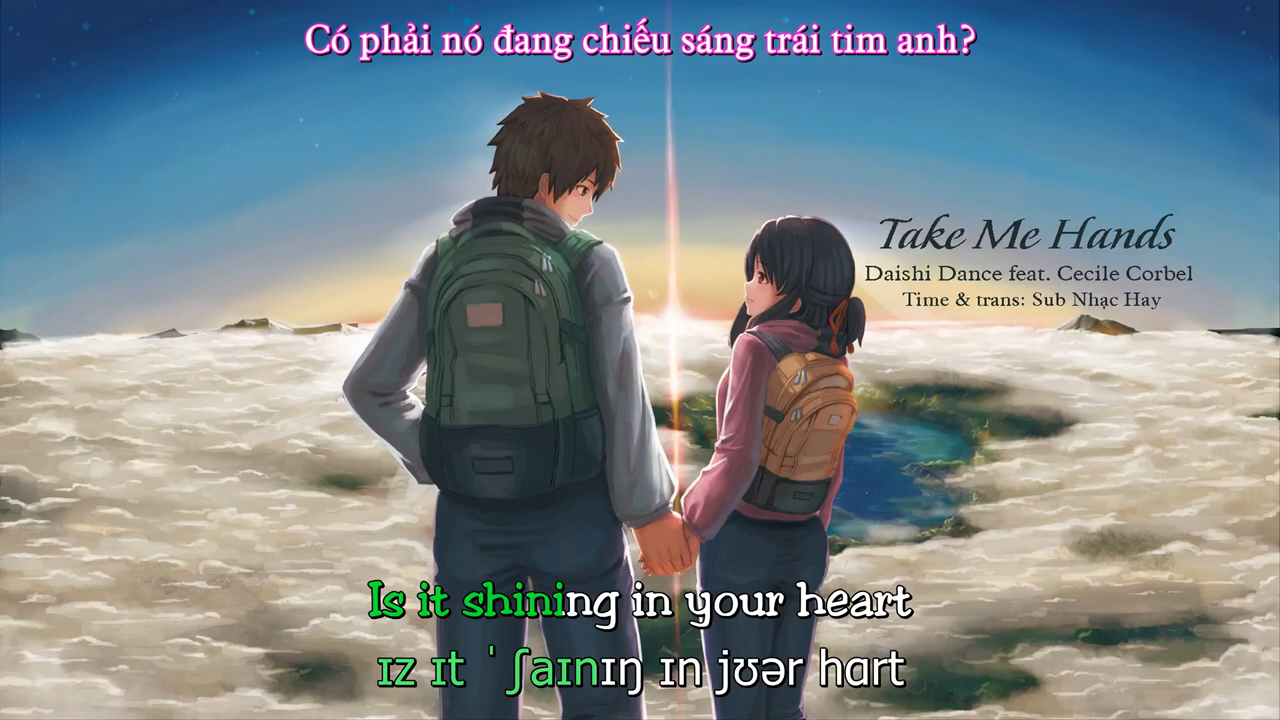 Có phải nó đang chiếu sáng trái tim anh?
Take Me Hands
Daishi Dance feat. Cecile Corbel
Time & trans: Sub Nhạc Hay
Is it shining in your heart
ɪz ɪt ˈʃaɪnɪŋ ɪn jʊər hɑrt